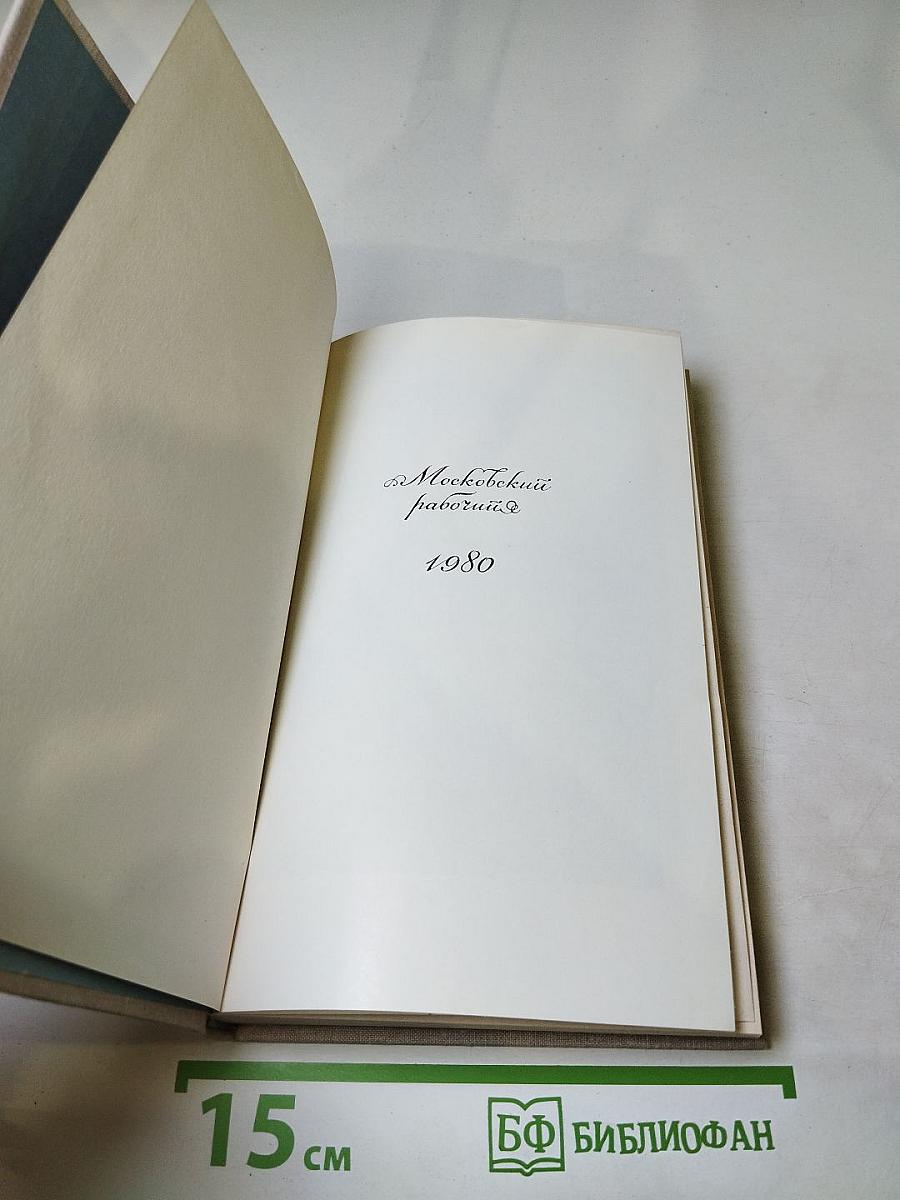 Московский
рабочий
1980
15 см
БФ БИБЛИОФАН